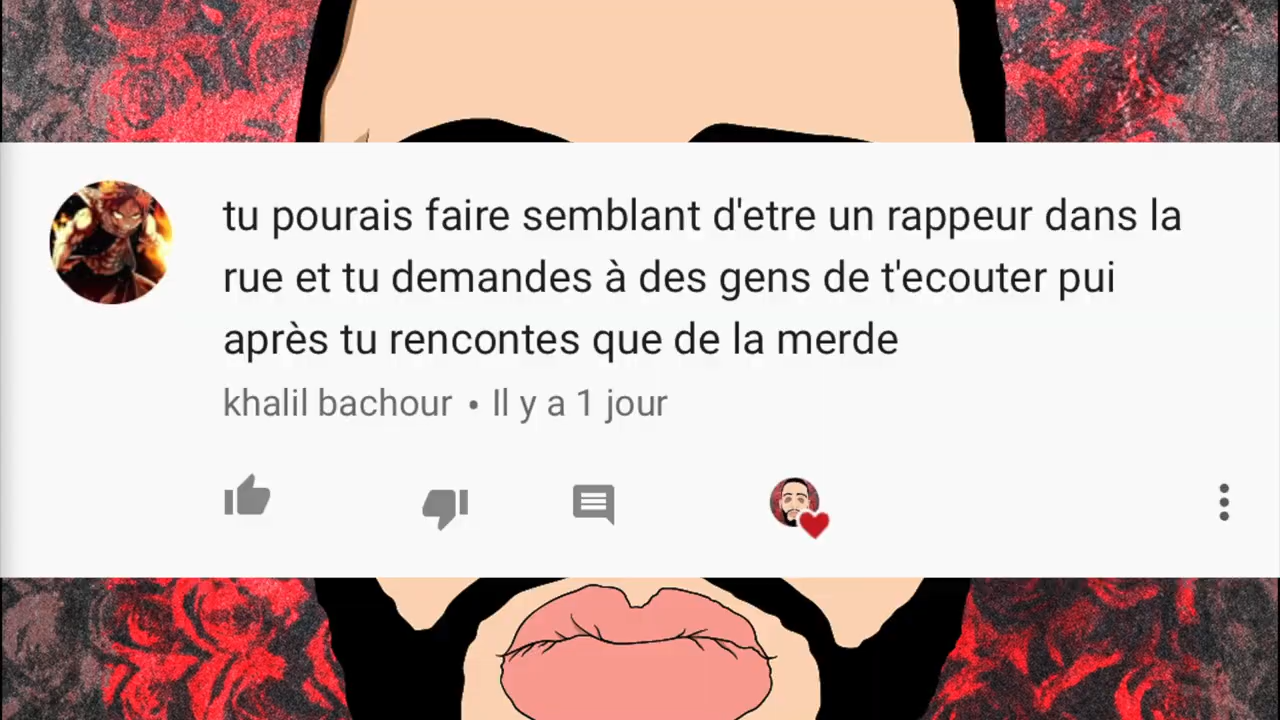 tu pourais faire semblant d'etre un rappeur dans la
rue et tu demandes à des gens de t'ecouter pui
après tu rencontes que de la merde
khalil bachour • Il y a 1 jour